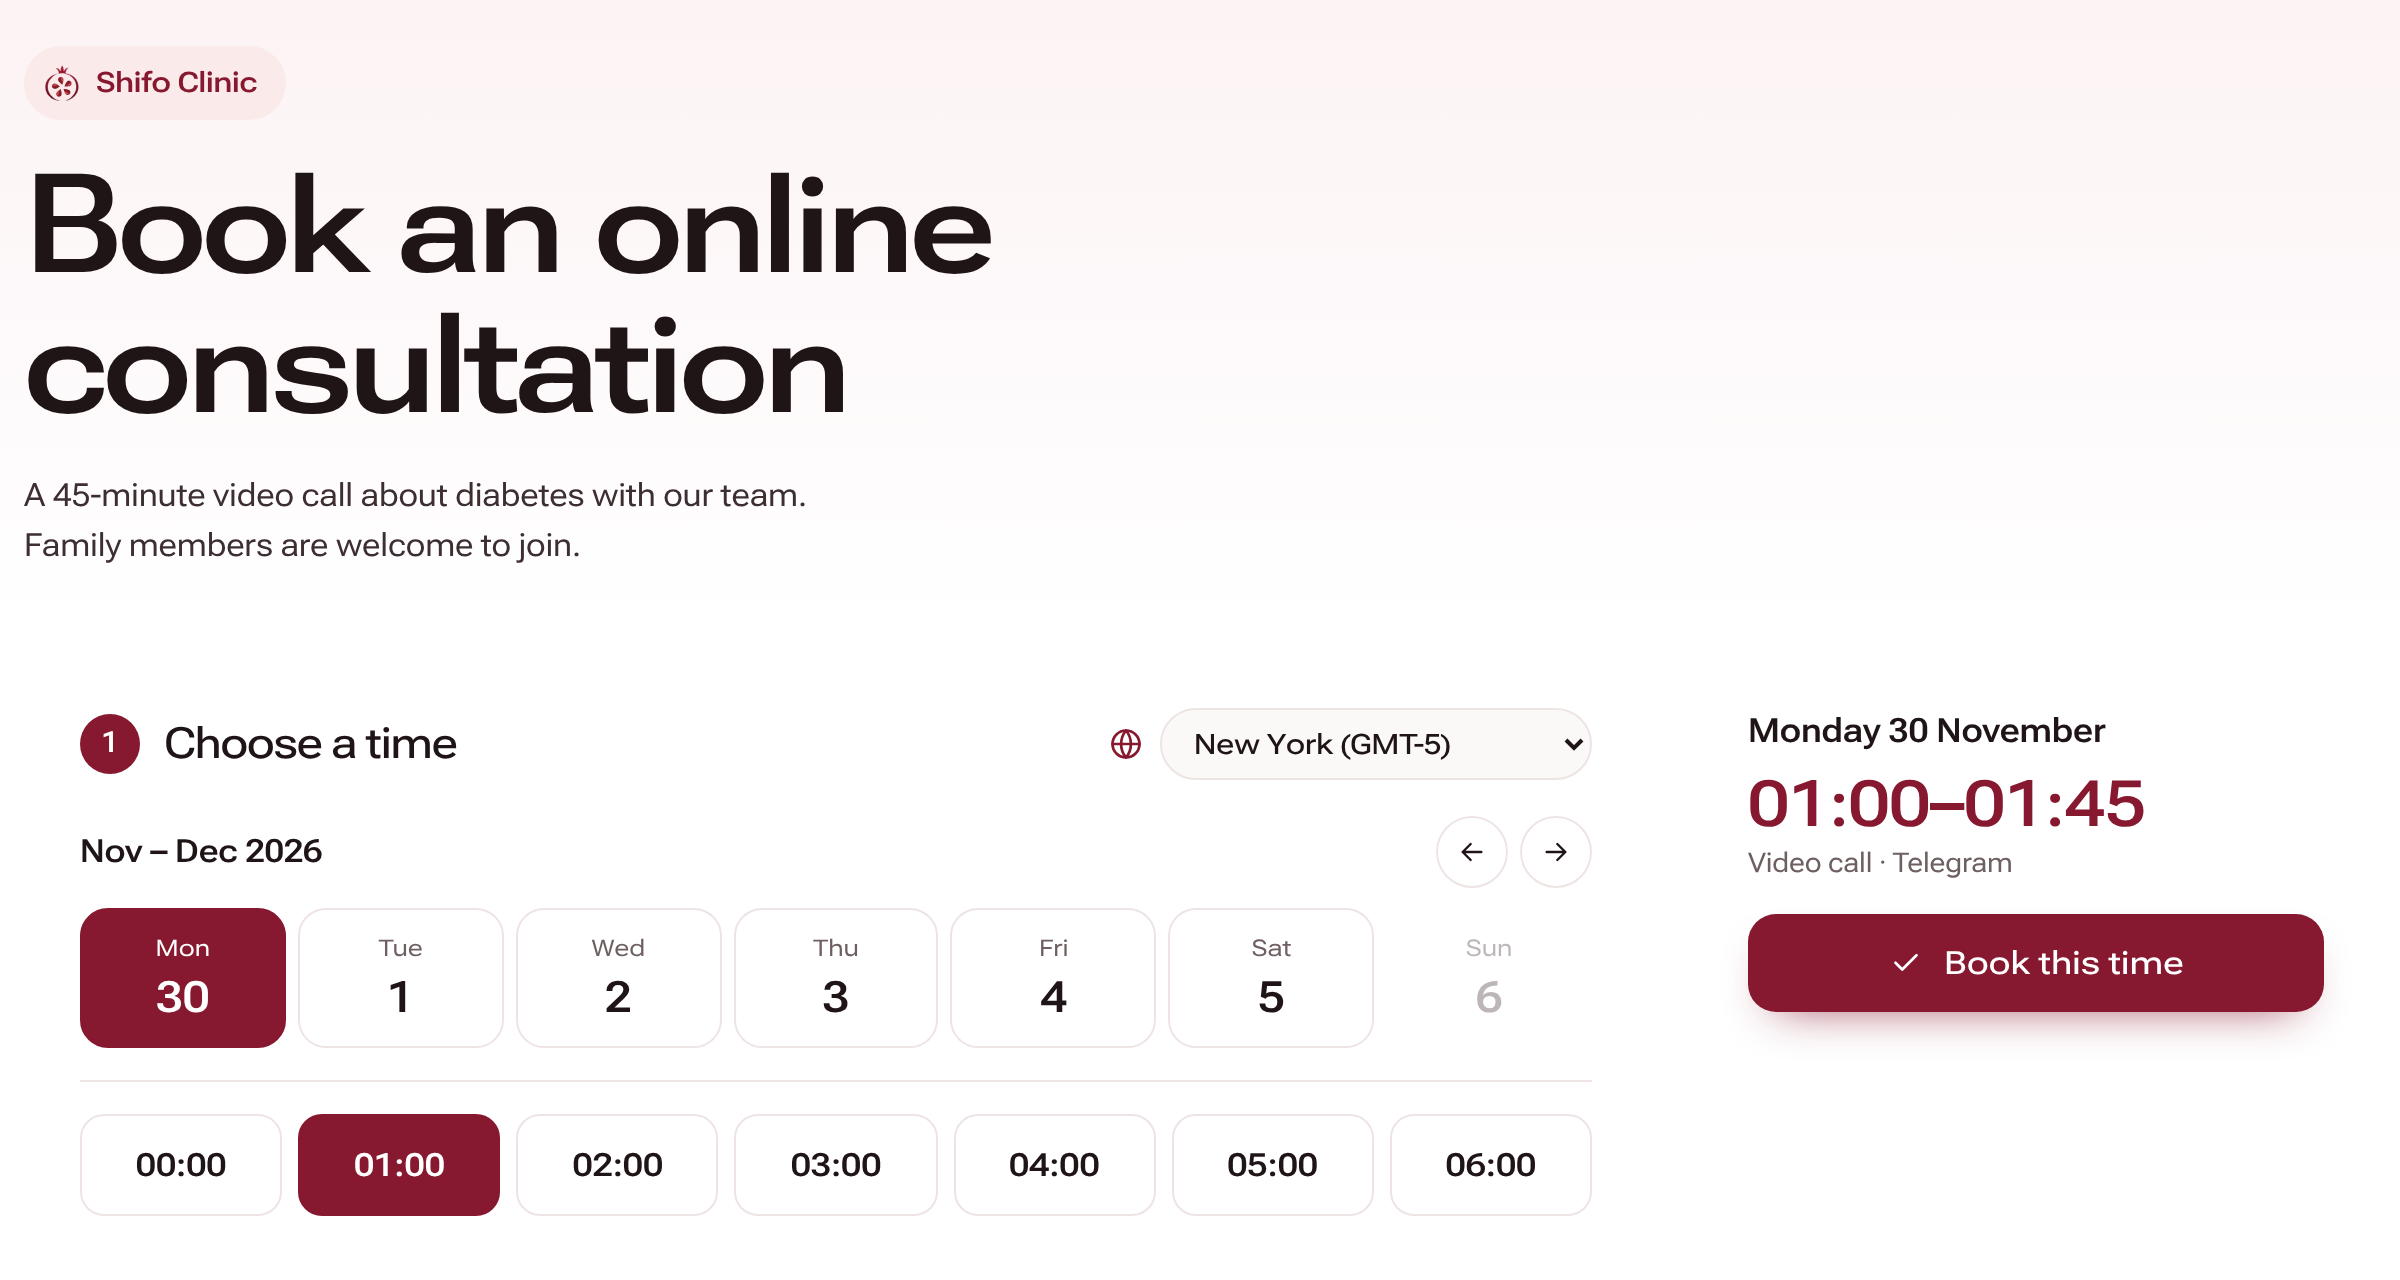 Shifo Clinic
Book an online
consultation
A 45-minute video call about diabetes with our team.
Family members are welcome to join.
1 Choose a time
New York (GMT-5)
Nov – Dec 2026
Mon Tue Wed Thu Fri Sat Sun
30 1 2 3 4 5 6
00:00 01:00 02:00 03:00 04:00 05:00 06:00
Monday 30 November
01:00–01:45
Video call · Telegram
Book this time